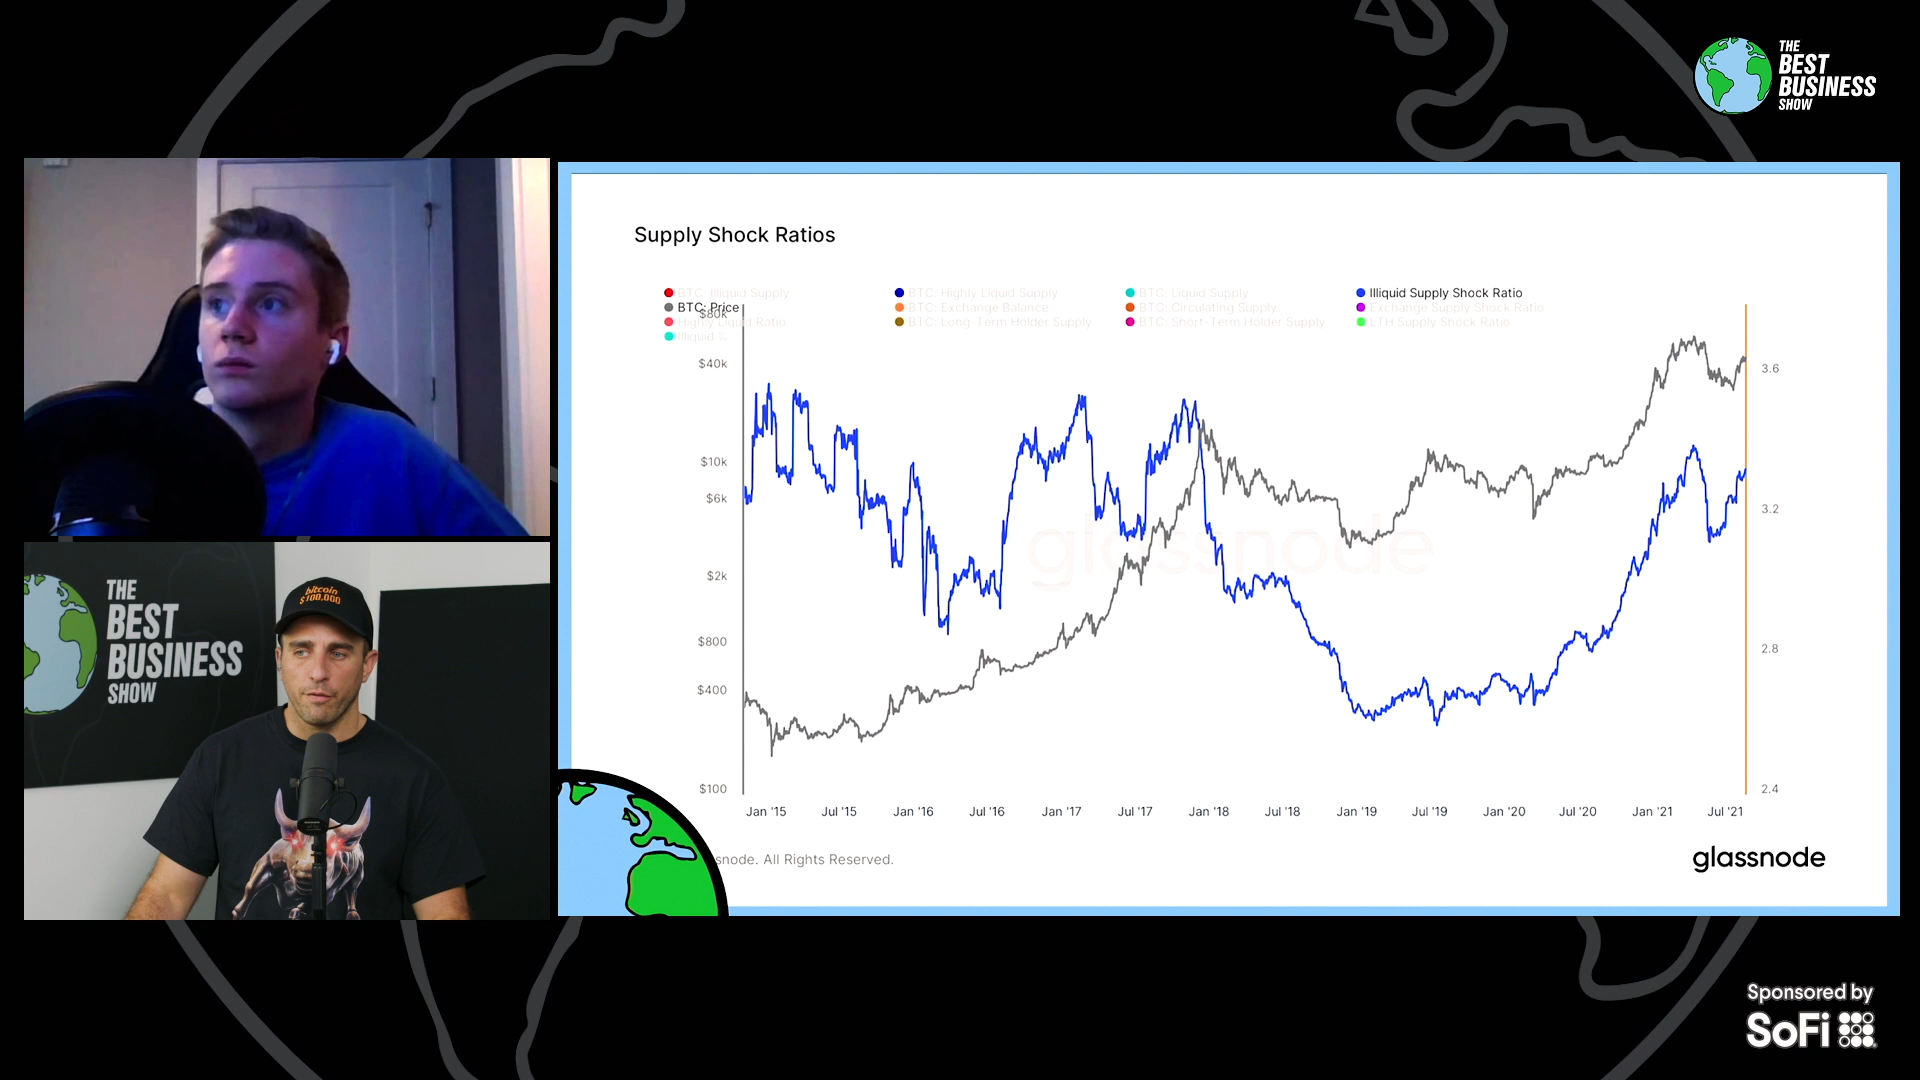 THE
BEST
BUSINESS
SHOW
Supply Shock Ratios
BTC: Illiquid Supply
BTC: Highly Liquid Supply
BTC: Liquid Supply
Illiquid Supply Shock Ratio
BTC: Price
BTC: Exchange Balance
BTC: Circulating Supply
Exchange Supply Shock Ratio
Highly Liquid Ratio
BTC: Long-Term Holder Supply
BTC: Short-Term Holder Supply
LTH Supply Shock Ratio
Illiquid %
$80k
$40k
$10k
$6k
$2k
$800
$400
$100
3.6
3.2
2.8
2.4
glassnode
Jan '15
Jul '15
Jan '16
Jul '16
Jan '17
Jul '17
Jan '18
Jul '18
Jan '19
Jul '19
Jan '20
Jul '20
Jan '21
Jul '21
snode. All Rights Reserved.
glassnode
THE
BEST
BUSINESS
SHOW
bitcoin
$100,000
Sponsored by
SoFi